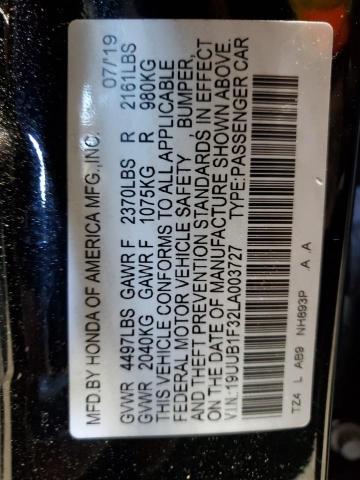 MFD.BY HONDA OF AMERICA MFG.,INC. 07/'19
GVWR 4497LBS GAWR F 2370LBS R 2161LBS
GVWR 2040KG GAWR F 1075KG R 980KG
THIS VEHICLE CONFORMS TO ALL APPLICABLE
FEDERAL MOTOR VEHICLE SAFETY, BUMPER,
AND THEFT PREVENTION STANDARDS IN EFFECT
ON THE DATE OF MANUFACTURE SHOWN ABOVE.
V.I.N.:19UUB1F32LA003727 TYPE:PASSENGER CAR
TZ4 L AB9 NH893P A A